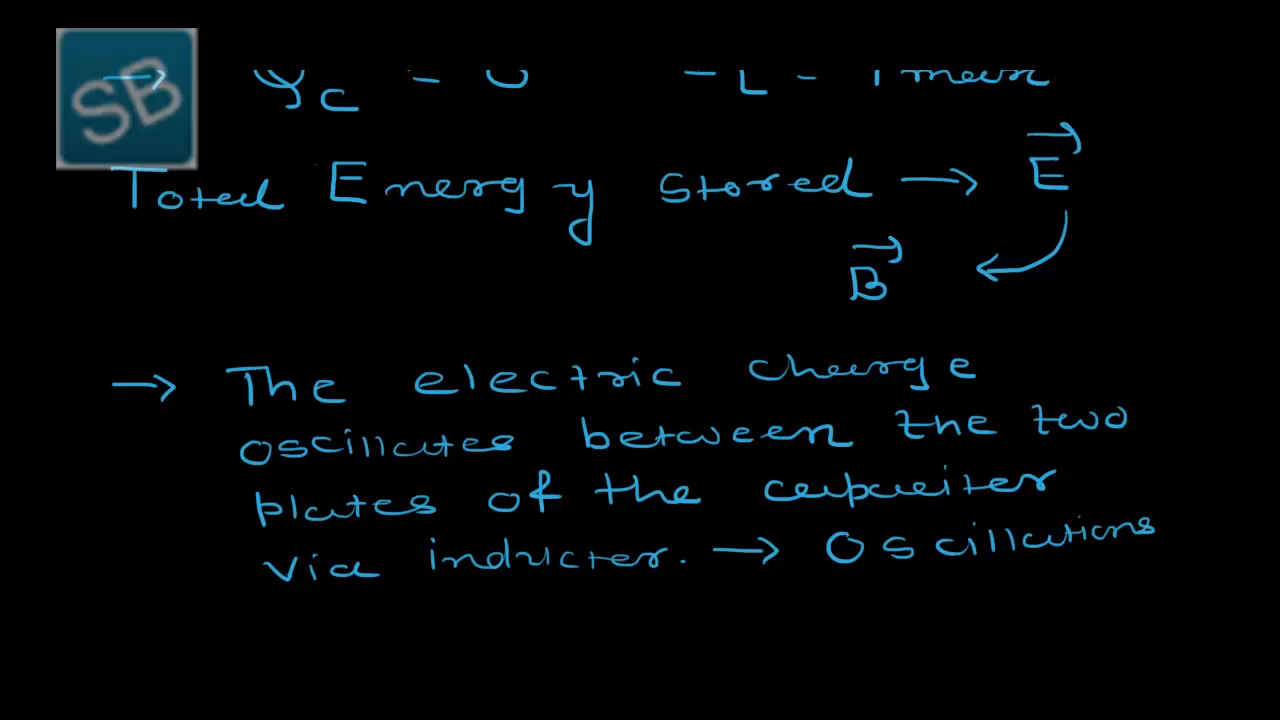 SB
→
Total Energy stored → E⃗
B⃗
→ The electric charge
oscillates between the two
plates of the capacitor
via inductor. → Oscillations